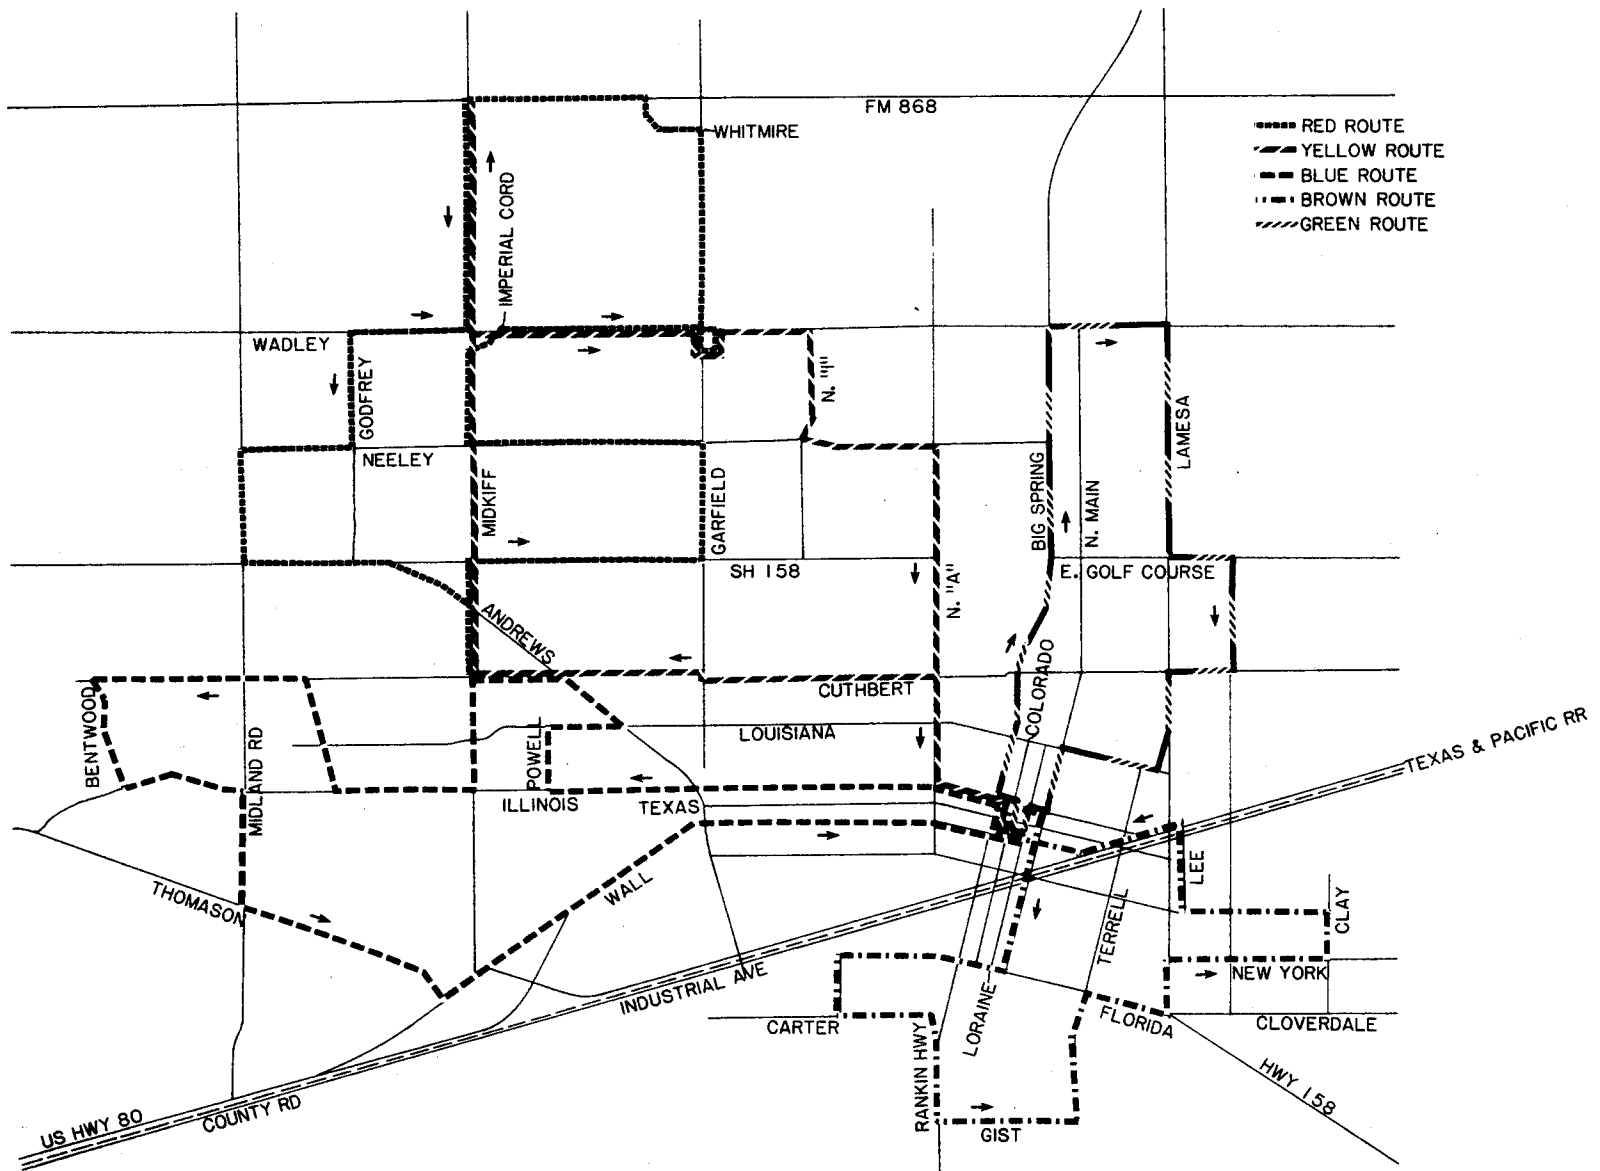 FM 868
WHITMIRE
RED ROUTE
YELLOW ROUTE
BLUE ROUTE
BROWN ROUTE
GREEN ROUTE
IMPERIAL CORD
WADLEY
GODFREY
N. "I"
LAMESA
NEELEY
MIDKIFF
GARFIELD
BIG SPRING
N. MAIN
SH 158
E. GOLF COURSE
N. "A"
ANDREWS
COLORADO
CUTHBERT
BENTWOOD
MIDLAND RD
POWELL
LOUISIANA
TEXAS & PACIFIC RR
ILLINOIS
TEXAS
THOMASON
WALL
LEE
CLAY
TERRELL
INDUSTRIAL AVE
NEW YORK
LORAINE
CARTER
RANKIN HWY
FLORIDA
CLOVERDALE
HWY 158
US HWY 80
COUNTY RD
GIST